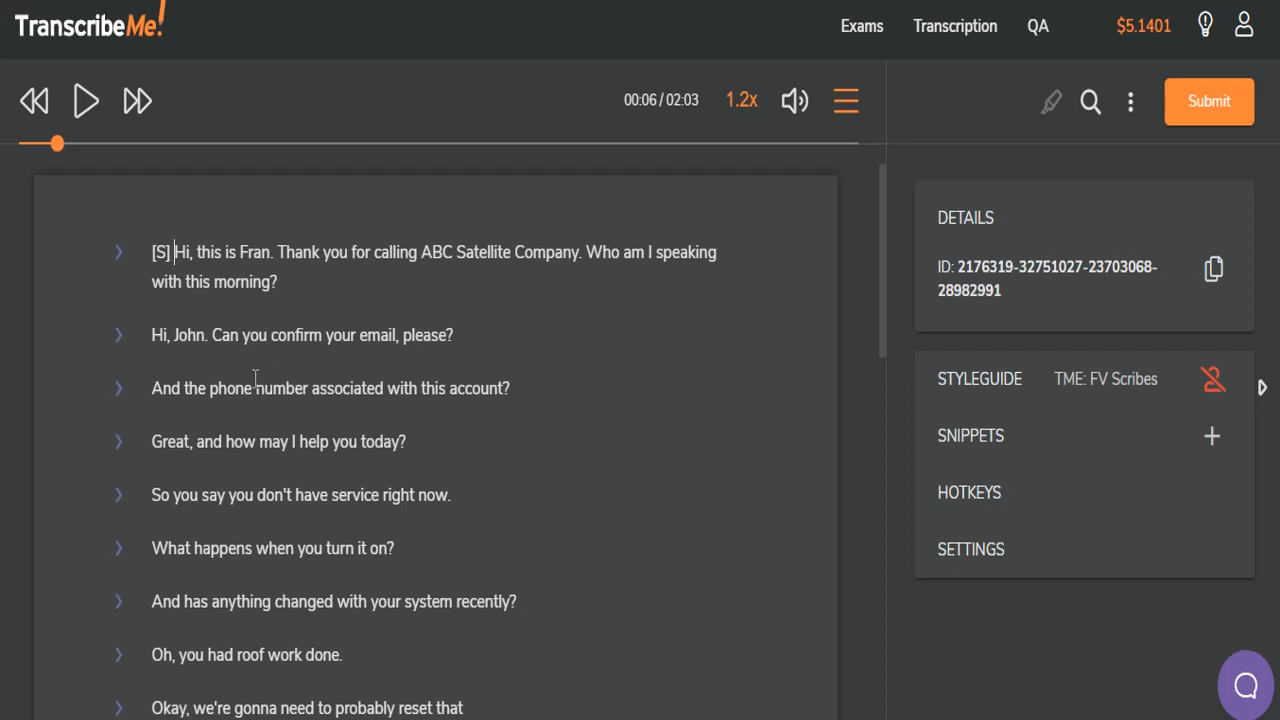 TranscribeMe!
Exams Transcription QA $5.1401
00:06 / 02:03 1.2x
Submit
[S] Hi, this is Fran. Thank you for calling ABC Satellite Company. Who am I speaking
with this morning?
Hi, John. Can you confirm your email, please?
And the phone number associated with this account?
Great, and how may I help you today?
So you say you don't have service right now.
What happens when you turn it on?
And has anything changed with your system recently?
Oh, you had roof work done.
Okay, we're gonna need to probably reset that
DETAILS
ID: 2176319-32751027-23703068-
28982991
STYLEGUIDE TME: FV Scribes
SNIPPETS
HOTKEYS
SETTINGS